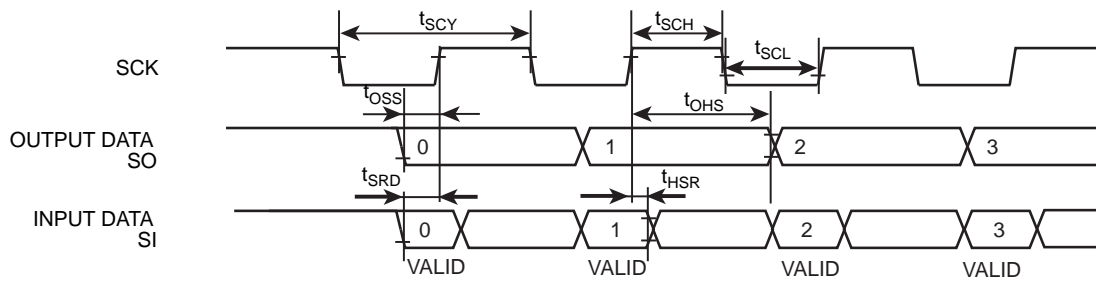 tSCY
tSCH
tSCL
SCK
tOSS
tOHS
OUTPUT DATA
SO
0
1
2
3
tSRD
tHSR
INPUT DATA
SI
0
1
2
3
VALID
VALID
VALID
VALID